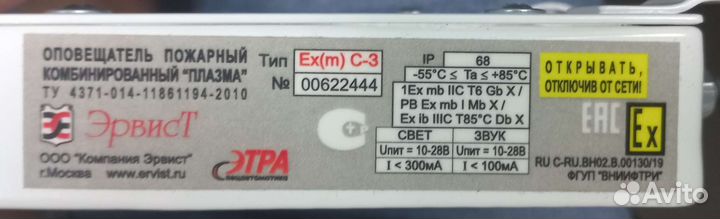 ОПОВЕЩАТЕЛЬ ПОЖАРНЫЙ
КОМБИНИРОВАННЫЙ "ПЛАЗМА"
ТУ 4371-014-11861194-2010
ЭрвисТ
ООО "Компания Эрвист"
г.Москва www.ervist.ru
ЭТРА
спецавтоматика
Тип Ex(m) С-3
№ 00622444
С+Р
IP 68
-55°C ≤ Ta ≤ +85°C
1Ex mb IIC T6 Gb X /
PB Ex mb I Mb X /
Ex ib IIIC T85°C Db X
СВЕТ ЗВУК
Uпит = 10-28В Uпит = 10-28В
I < 300мА I < 100мА
ОТКРЫВАТЬ,
ОТКЛЮЧИВ ОТ СЕТИ!
ЕАС Ex
RU C-RU.ВН02.В.00130/19
ФГУП "ВНИИФТРИ"
Avito